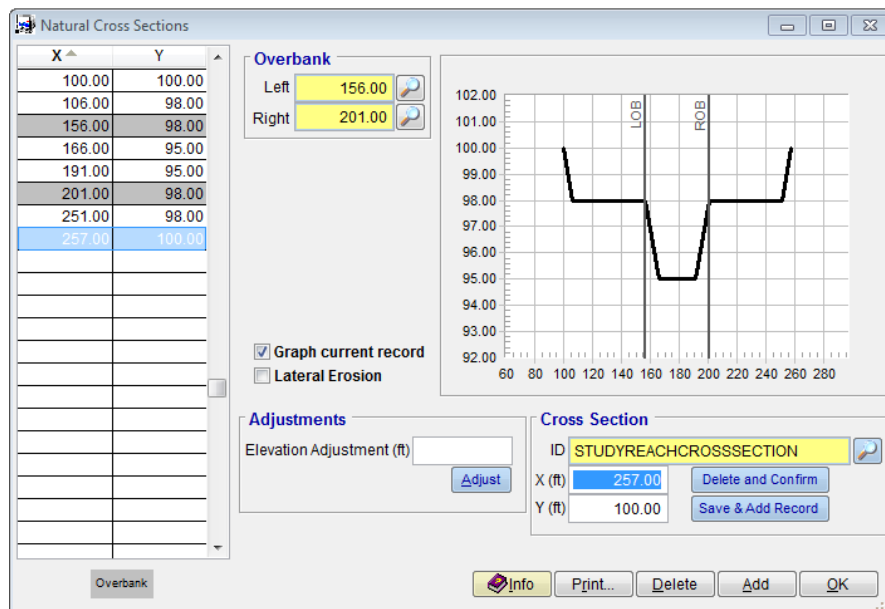 Natural Cross Sections
X Y
100.00 100.00
106.00 98.00
156.00 98.00
166.00 95.00
191.00 95.00
201.00 98.00
251.00 98.00
257.00 100.00
Overbank
Overbank
Left 156.00
Right 201.00
Graph current record
Lateral Erosion
102.00
101.00
100.00
99.00
98.00
97.00
96.00
95.00
94.00
93.00
92.00
LOB ROB
60 80 100 120 140 160 180 200 220 240 260 280
Adjustments
Elevation Adjustment (ft)
Adjust
Cross Section
ID STUDYREACHCROSSSECTION
X (ft) 257.00 Delete and Confirm
Y (ft) 100.00 Save & Add Record
Info Print... Delete Add OK